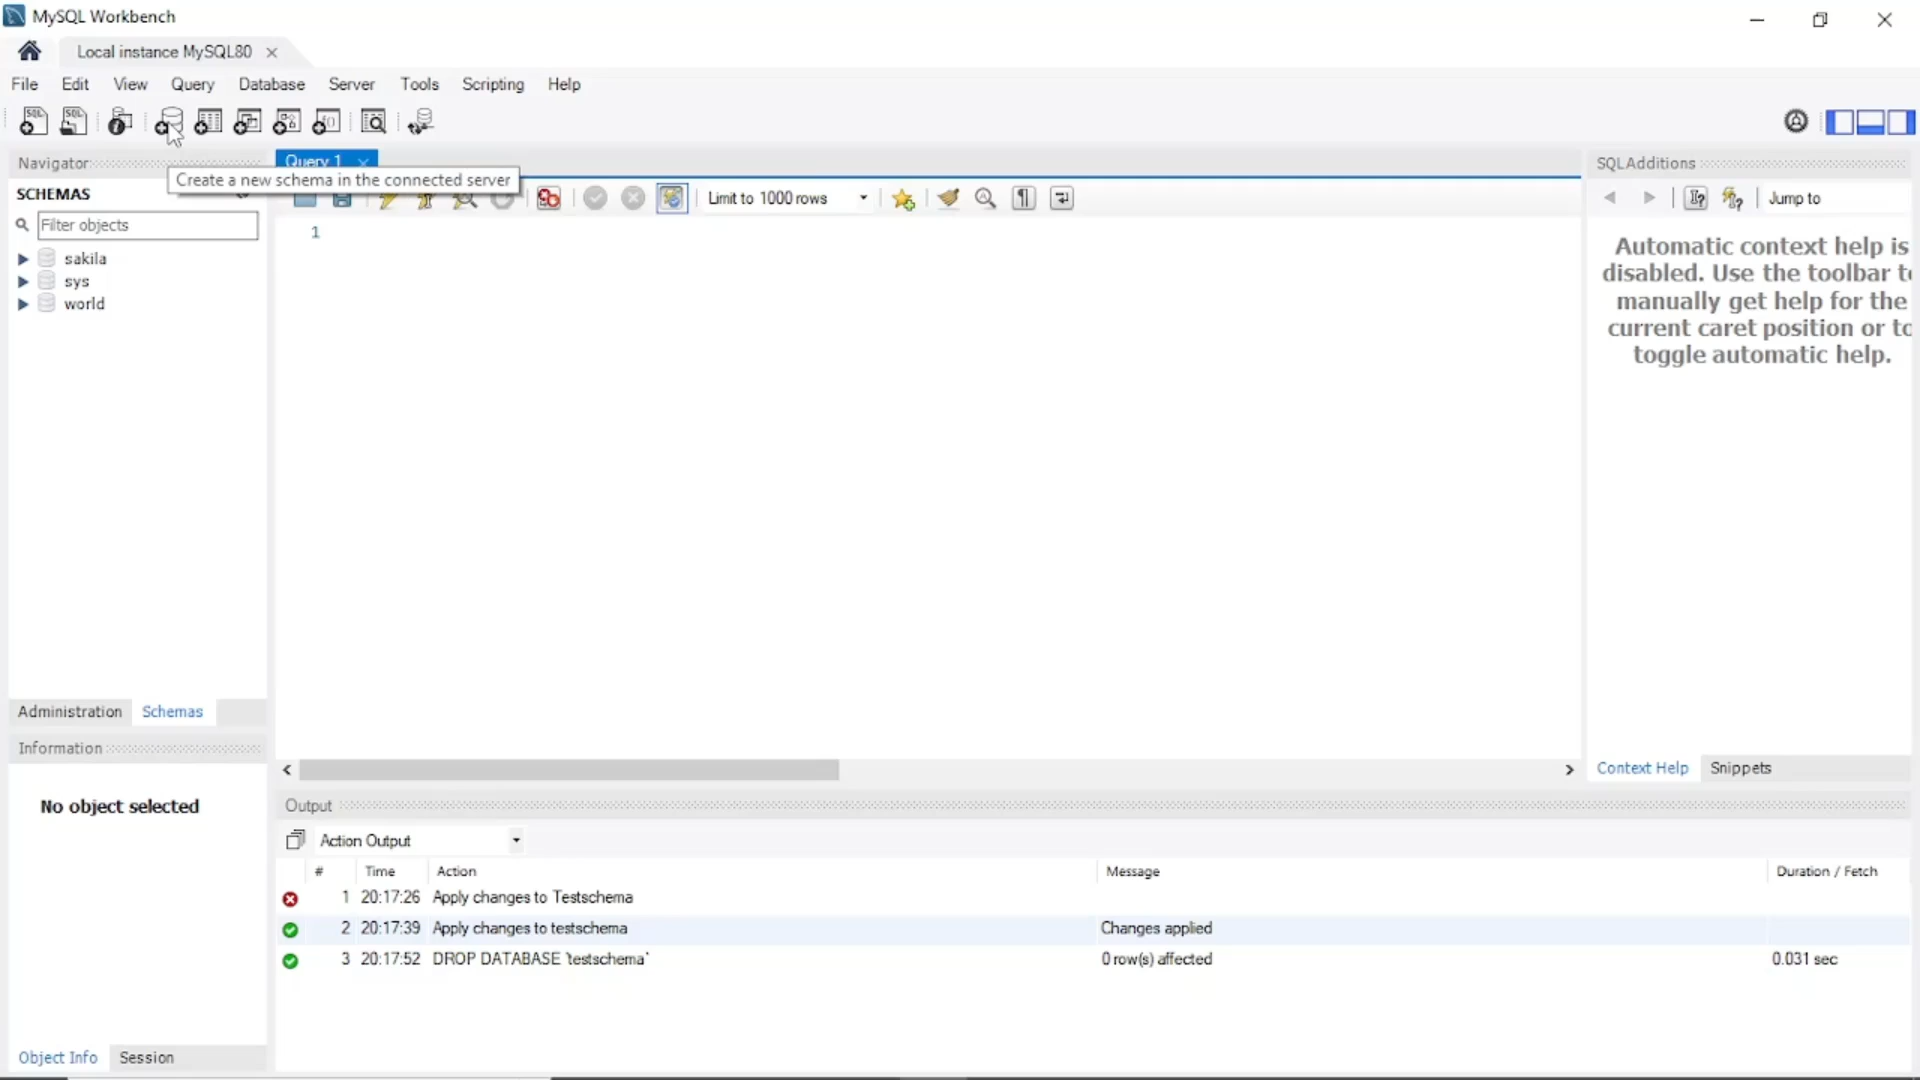 MySQL Workbench
Local instance MySQL80
File Edit View Query Database Server Tools Scripting Help
Navigator
Query 1
SQLAdditions
Create a new schema in the connected server
SCHEMAS
Limit to 1000 rows
Jump to
Filter objects
1
sakila
sys
world
Automatic context help is
disabled. Use the toolbar to
manually get help for the
current caret position or to
toggle automatic help.
Administration Schemas
Information
Context Help Snippets
No object selected
Output
Action Output
# Time Action Message Duration / Fetch
1 20:17:26 Apply changes to Testschema
2 20:17:39 Apply changes to testschema Changes applied
3 20:17:52 DROP DATABASE `testschema` 0 row(s) affected 0.031 sec
Object Info Session